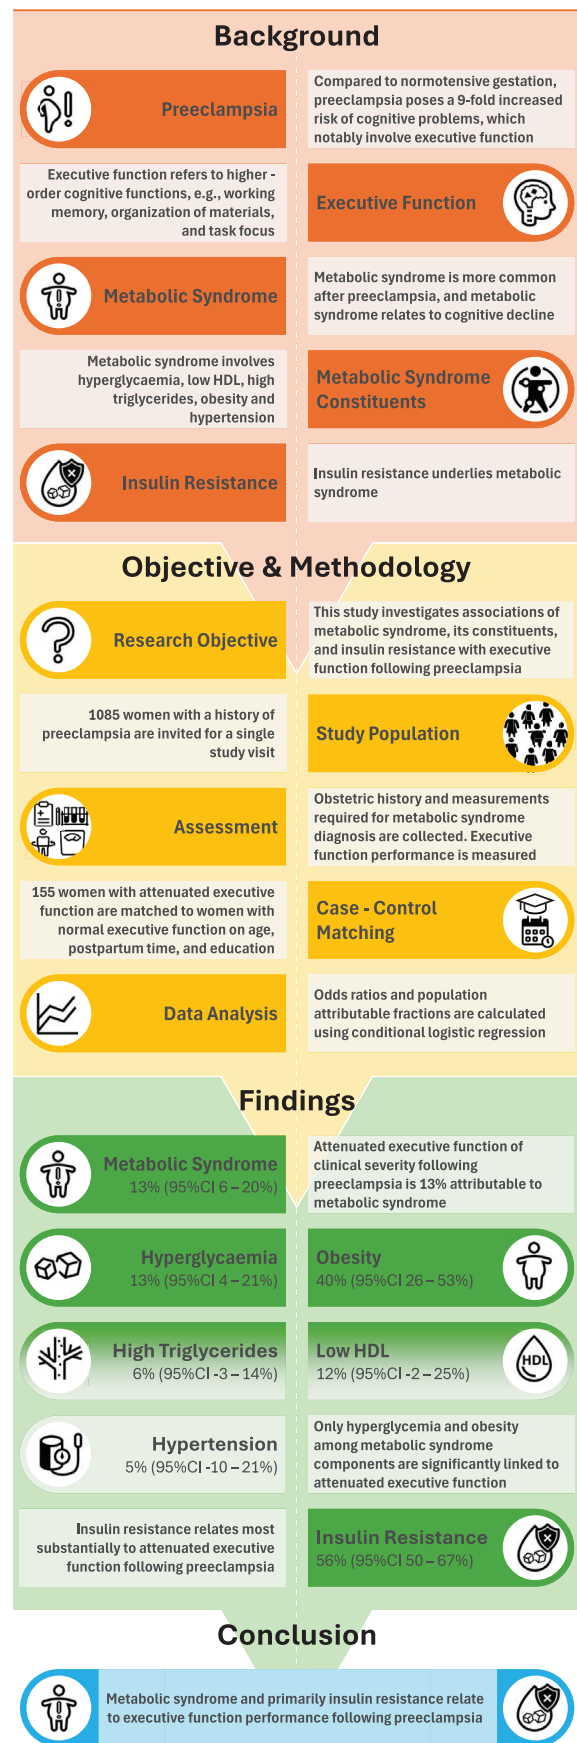 Background
Preeclampsia
Compared to normotensive gestation,
preeclampsia poses a 9-fold increased
risk of cognitive problems, which
notably involve executive function
Executive function refers to higher -
order cognitive functions, e.g., working
memory, organization of materials,
and task focus
Executive Function
Metabolic Syndrome
Metabolic syndrome is more common
after preeclampsia, and metabolic
syndrome relates to cognitive decline
Metabolic syndrome involves
hyperglycaemia, low HDL, high
triglycerides, obesity and
hypertension
Metabolic Syndrome
Constituents
Insulin Resistance
Insulin resistance underlies metabolic
syndrome
Objective & Methodology
Research Objective
This study investigates associations of
metabolic syndrome, its constituents,
and insulin resistance with executive
function following preeclampsia
1085 women with a history of
preeclampsia are invited for a single
study visit
Study Population
Assessment
Obstetric history and measurements
required for metabolic syndrome
diagnosis are collected. Executive
function performance is measured
155 women with attenuated executive
function are matched to women with
normal executive function on age,
postpartum time, and education
Case - Control
Matching
Data Analysis
Odds ratios and population
attributable fractions are calculated
using conditional logistic regression
Findings
Metabolic Syndrome
13% (95%CI 6 – 20%)
Attenuated executive function of
clinical severity following
preeclampsia is 13% attributable to
metabolic syndrome
Hyperglycaemia
13% (95%CI 4 – 21%)
Obesity
40% (95%CI 26 – 53%)
High Triglycerides
6% (95%CI -3 – 14%)
Low HDL
12% (95%CI -2 – 25%)
HDL
Hypertension
5% (95%CI -10 – 21%)
Only hyperglycemia and obesity
among metabolic syndrome
components are significantly linked to
attenuated executive function
Insulin resistance relates most
substantially to attenuated executive
function following preeclampsia
Insulin Resistance
56% (95%CI 50 – 67%)
Conclusion
Metabolic syndrome and primarily insulin resistance relate
to executive function performance following preeclampsia